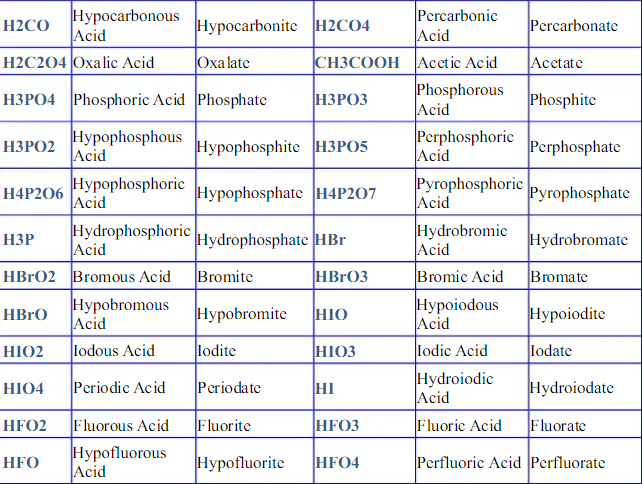 H2CO Hypocarbonous Acid Hypocarbonite H2CO4 Percarbonic Acid Percarbonate
H2C2O4 Oxalic Acid Oxalate CH3COOH Acetic Acid Acetate
H3PO4 Phosphoric Acid Phosphate H3PO3 Phosphorous Acid Phosphite
H3PO2 Hypophosphous Acid Hypophosphite H3PO5 Perphosphoric Acid Perphosphate
H4P2O6 Hypophosphoric Acid Hypophosphate H4P2O7 Pyrophosphoric Acid Pyrophosphate
H3P Hydrophosphoric Acid Hydrophosphate HBr Hydrobromic Acid Hydrobromate
HBrO2 Bromous Acid Bromite HBrO3 Bromic Acid Bromate
HBrO Hypobromous Acid Hypobromite HIO Hypoiodous Acid Hypoiodite
HIO2 Iodous Acid Iodite HIO3 Iodic Acid Iodate
HIO4 Periodic Acid Periodate HI Hydroiodic Acid Hydroiodate
HFO2 Fluorous Acid Fluorite HFO3 Fluoric Acid Fluorate
HFO Hypofluorous Acid Hypofluorite HFO4 Perfluoric Acid Perfluorate